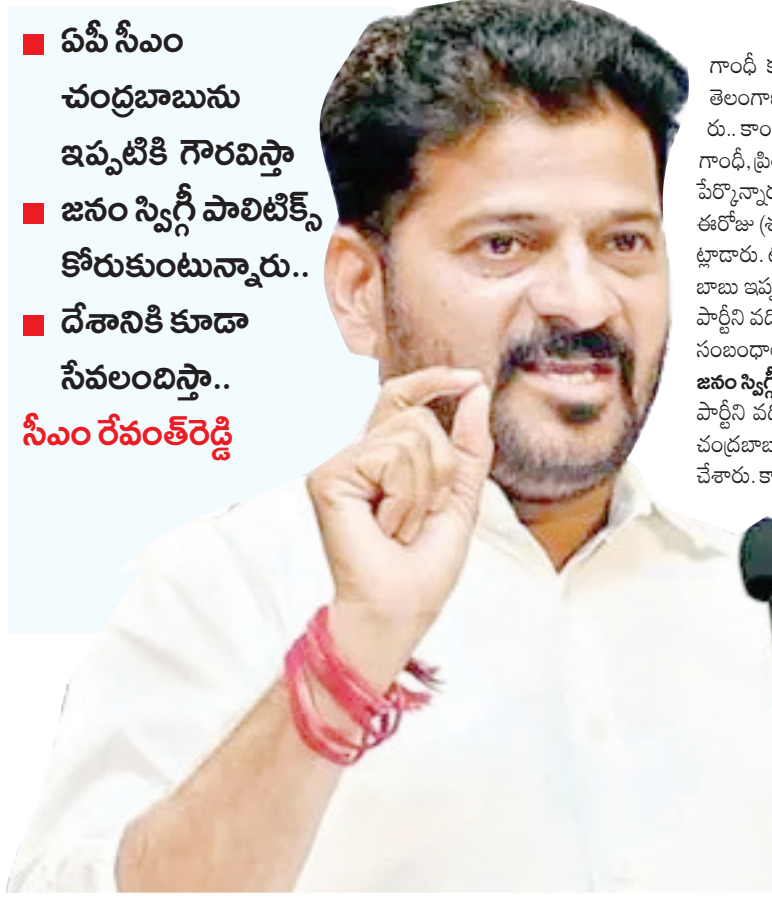 ఏపీ సీఎం
చంద్రబాబును
ఇప్పటికి గౌరవిస్తా
జనం స్విగ్గీ పాలిటిక్స్
కోరుకుంటున్నారు..
దేశానికి కూడా
సేవలందిస్తా..
సీఎం రేవంత్‌రెడ్డి
గాంధీ
తెలంగాణ
రు.. కాం
గాంధీ, ప్రి
పేర్కొన్నారు
ఈరోజు (శ
ట్లాడారు.
బాబు ఇప్ప
పార్టీని వది
సంబంధా
జనం స్విగ్గీ
పార్టీని వది
చంద్రబాబు
చేశారు. కా